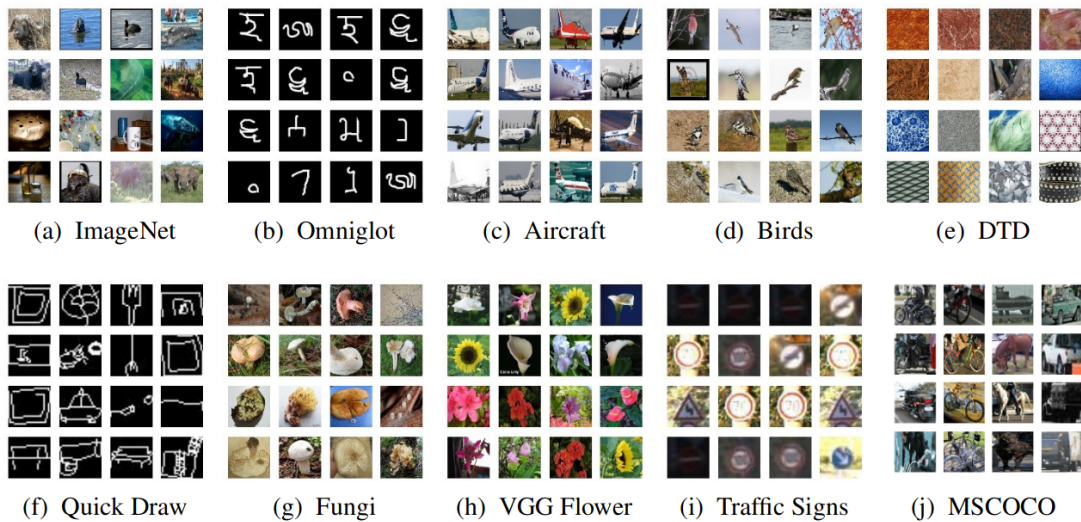 (a) ImageNet
(b) Omniglot
(c) Aircraft
(d) Birds
(e) DTD
(f) Quick Draw
(g) Fungi
(h) VGG Flower
(i) Traffic Signs
(j) MSCOCO